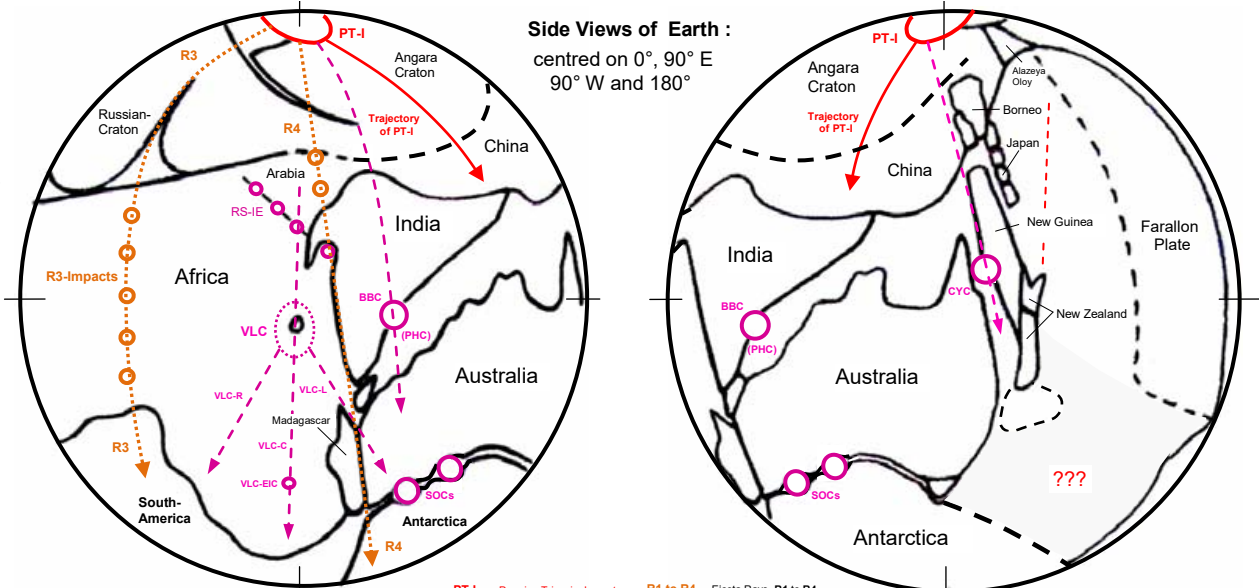 Side Views of Earth :
centred on 0°, 90° E
90° W and 180°
PT-I
R3
Angara
Craton
Russian-
Craton
R4
Trajectory
of PT-I
China
Arabia
RS-IE
India
Africa
R3-Impacts
BBC
(PHC)
VLC
Australia
VLC-R
VLC-L
Madagascar
VLC-C
R3
VLC-EIC
SOCs
South-
America
Antarctica
R4
PT-I
Angara
Craton
Alazeya
Oloy
Borneo
Trajectory
of PT-I
Japan
China
New Guinea
Farallon
Plate
India
CYC
BBC
New Zealand
(PHC)
Australia
SOCs
???
Antarctica